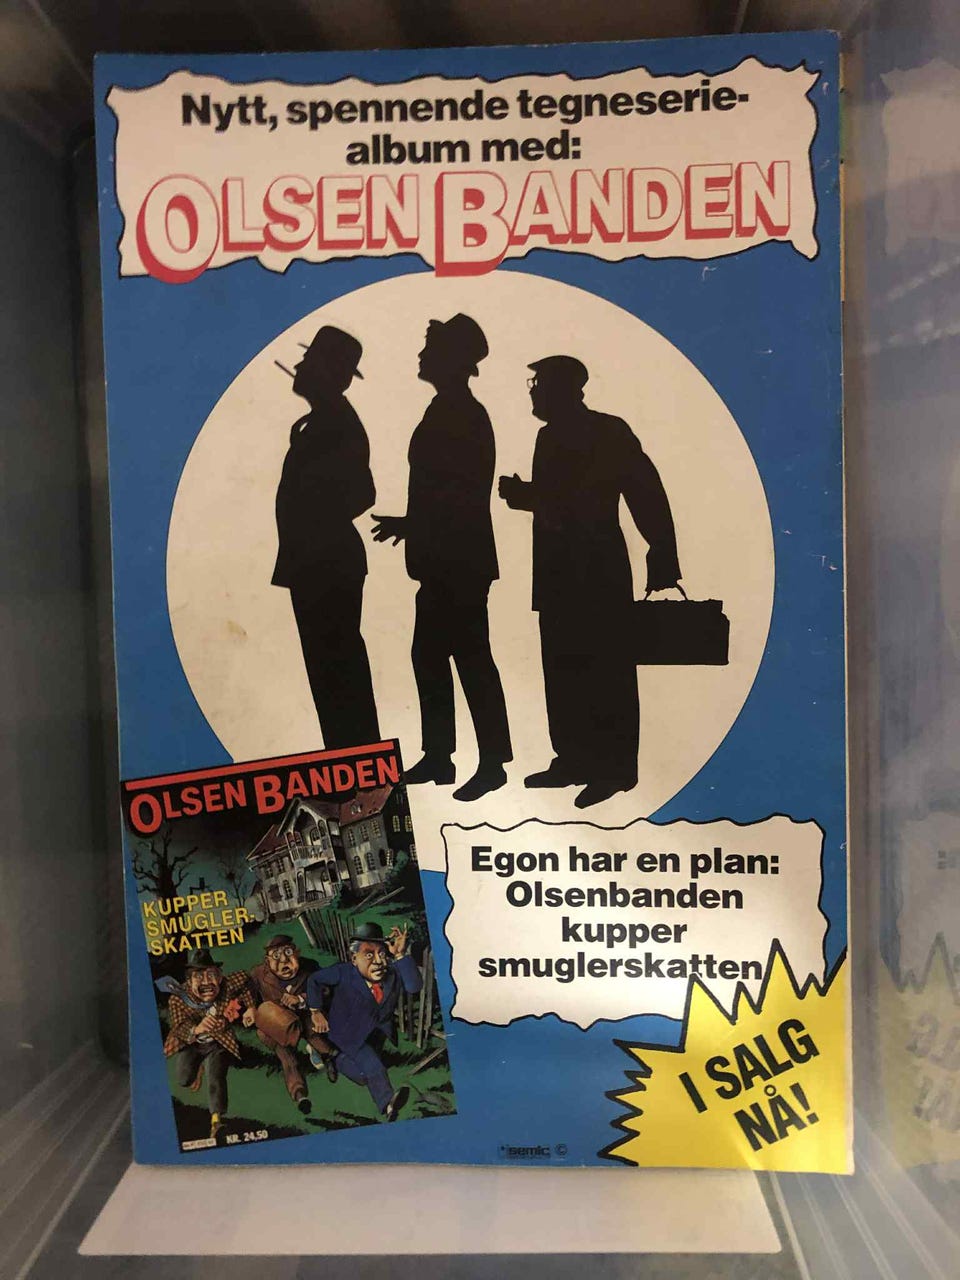 Nytt, spennende tegneserie-
album med:
OLSEN BANDEN
OLSEN BANDEN
KUPPER
SMUGLER-
SKATTEN
KR. 24,50
Egon har en plan:
Olsenbanden
kupper
smuglerskatten
I SALG
NÅ!
semic ©